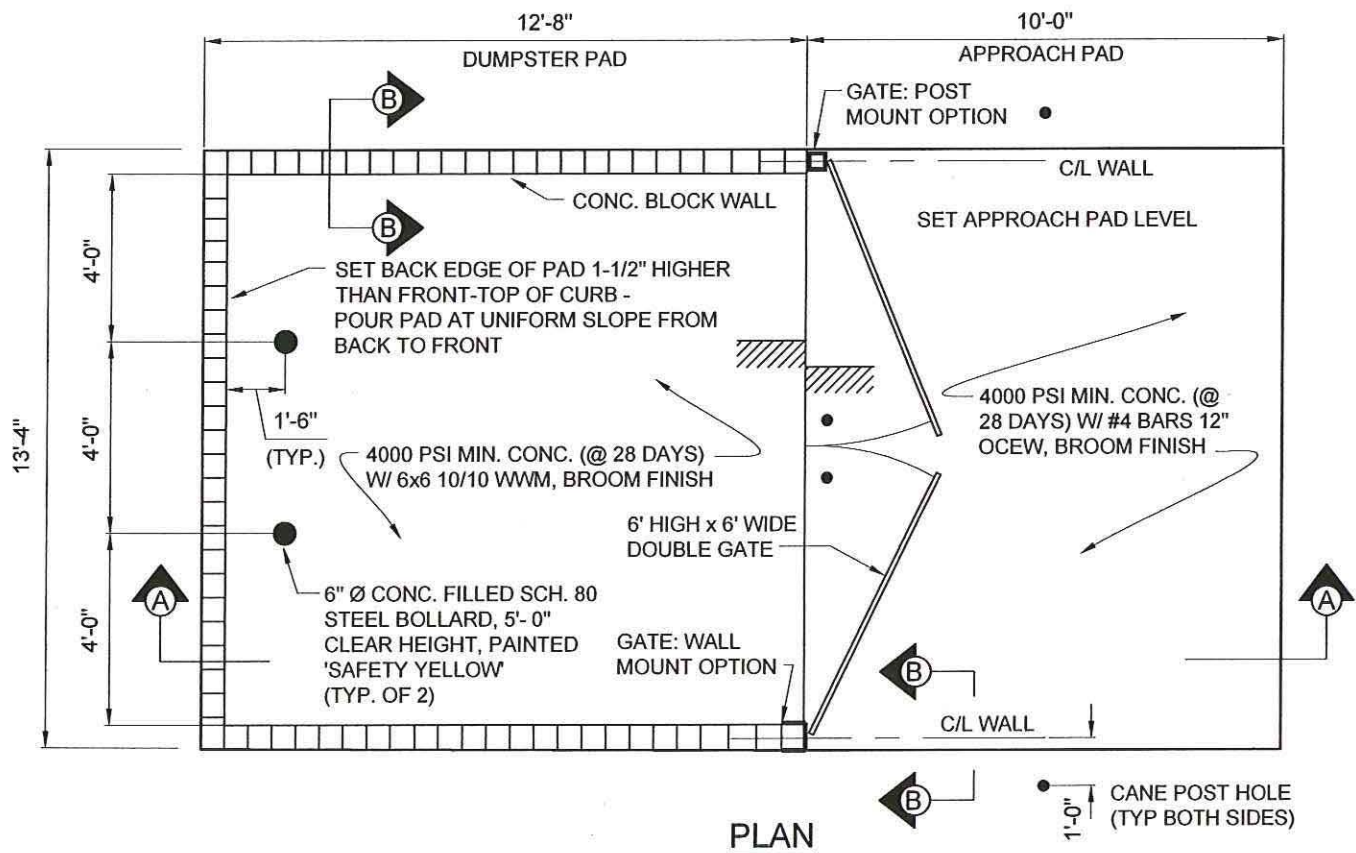 12'-8"
10'-0"
DUMPSTER PAD
APPROACH PAD
B
GATE: POST
MOUNT OPTION
C/L WALL
CONC. BLOCK WALL
B
SET APPROACH PAD LEVEL
4'-0"
SET BACK EDGE OF PAD 1-1/2" HIGHER
THAN FRONT-TOP OF CURB -
POUR PAD AT UNIFORM SLOPE FROM
BACK TO FRONT
13'-4"
4'-0"
1'-6"
(TYP.)
4000 PSI MIN. CONC. (@ 28 DAYS)
W/ 6x6 10/10 WWM, BROOM FINISH
4000 PSI MIN. CONC. (@
28 DAYS) W/ #4 BARS 12"
OCEW, BROOM FINISH
6' HIGH x 6' WIDE
DOUBLE GATE
A
4'-0"
6" Ø CONC. FILLED SCH. 80
STEEL BOLLARD, 5'- 0"
CLEAR HEIGHT, PAINTED
'SAFETY YELLOW'
(TYP. OF 2)
GATE: WALL
MOUNT OPTION
B
A
C/L WALL
B
1'-0"
CANE POST HOLE
(TYP BOTH SIDES)
PLAN